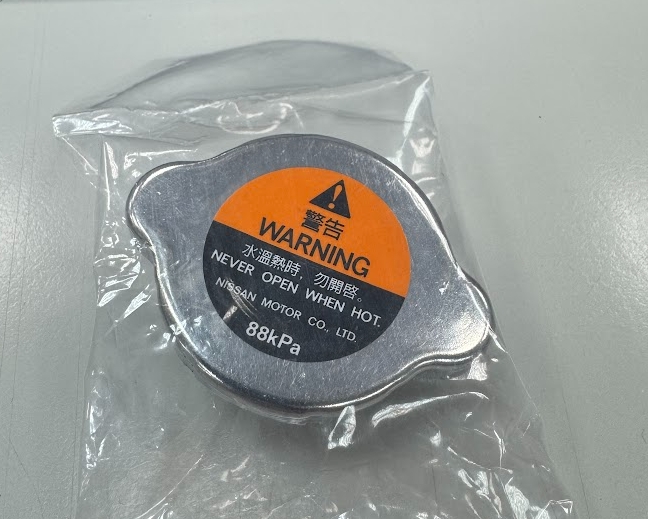 警告
WARNING
水溫熱時，勿開啓。
NEVER OPEN WHEN HOT.
NISSAN MOTOR CO., LTD.
88kPa